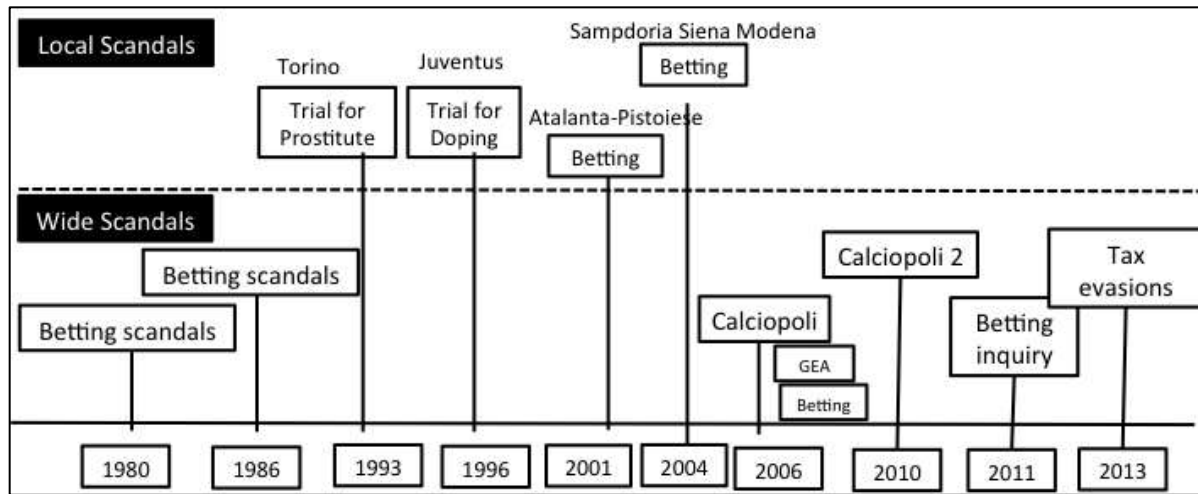 Local Scandals
Sampdoria Siena Modena
Betting
Torino
Trial for
Prostitute
Juventus
Trial for
Doping
Atalanta-Pistoiese
Betting
Wide Scandals
Betting scandals
Betting scandals
Calciopoli
GEA
Betting
Calciopoli 2
Betting
inquiry
Tax
evasions
1980
1986
1993
1996
2001
2004
2006
2010
2011
2013